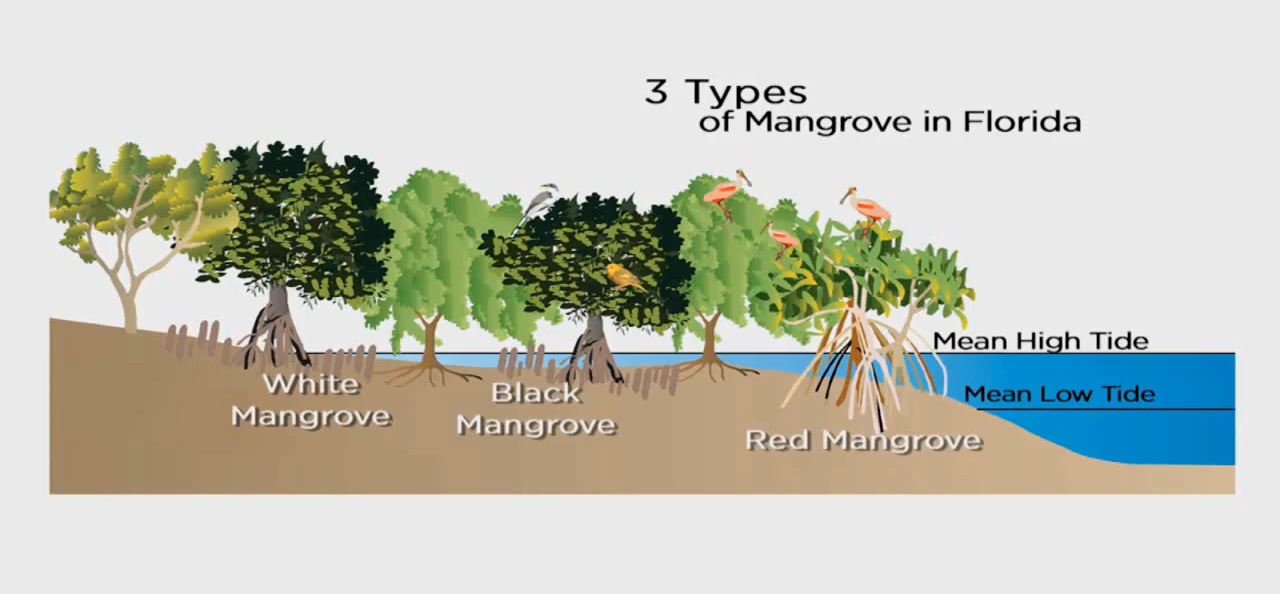 3 Types
of Mangrove in Florida
Mean High Tide
Mean Low Tide
White
Mangrove
Black
Mangrove
Red Mangrove